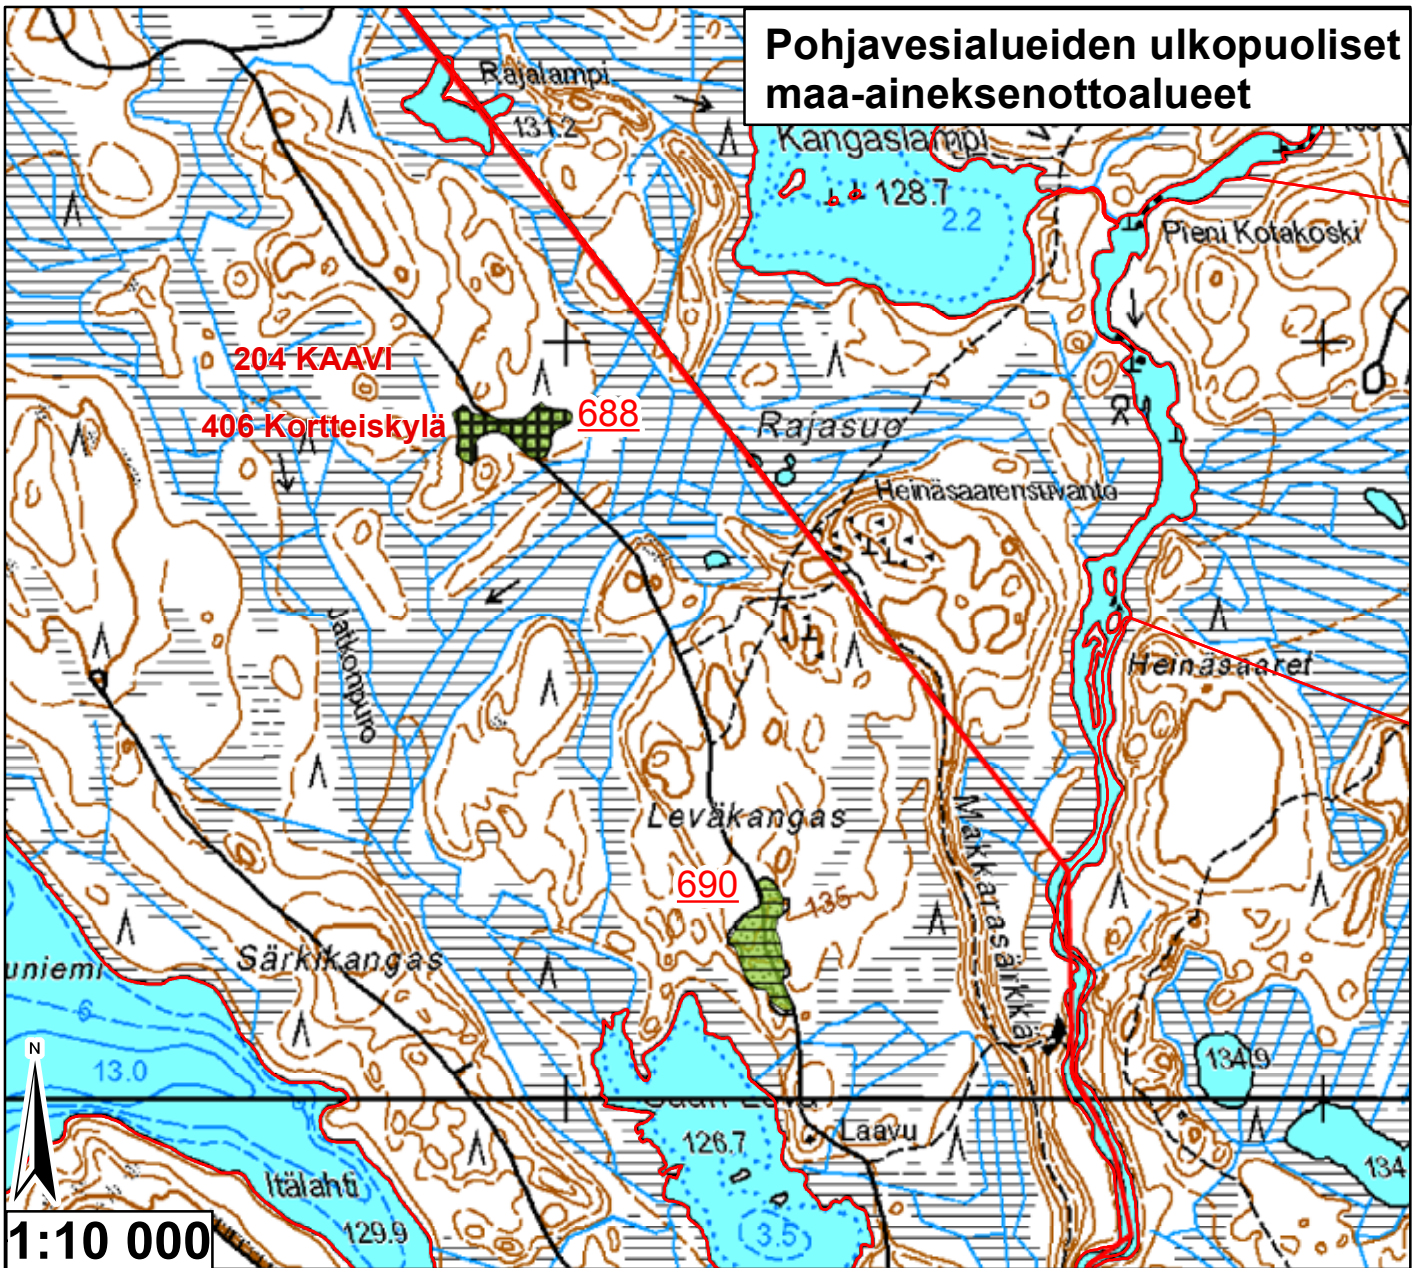 Pohjavesialueiden ulkopuoliset
maa-aineksenottoalueet
Rajalampi
131.2
Kangaslampi
128.7
2.2
Pieni Kotakoski
204 KAAVI
406 Kortteiskylä
688
Rajasuo
Heinäsaarensuvanto
Jatkonpuro
Heinäsaaret
Leväkangas
Makkarasärkkä
690
135
Särkikangas
uniemi
6
13.0
N
134.9
Laavu
126.7
134
Itälahti
129.9
3.5
1:10 000